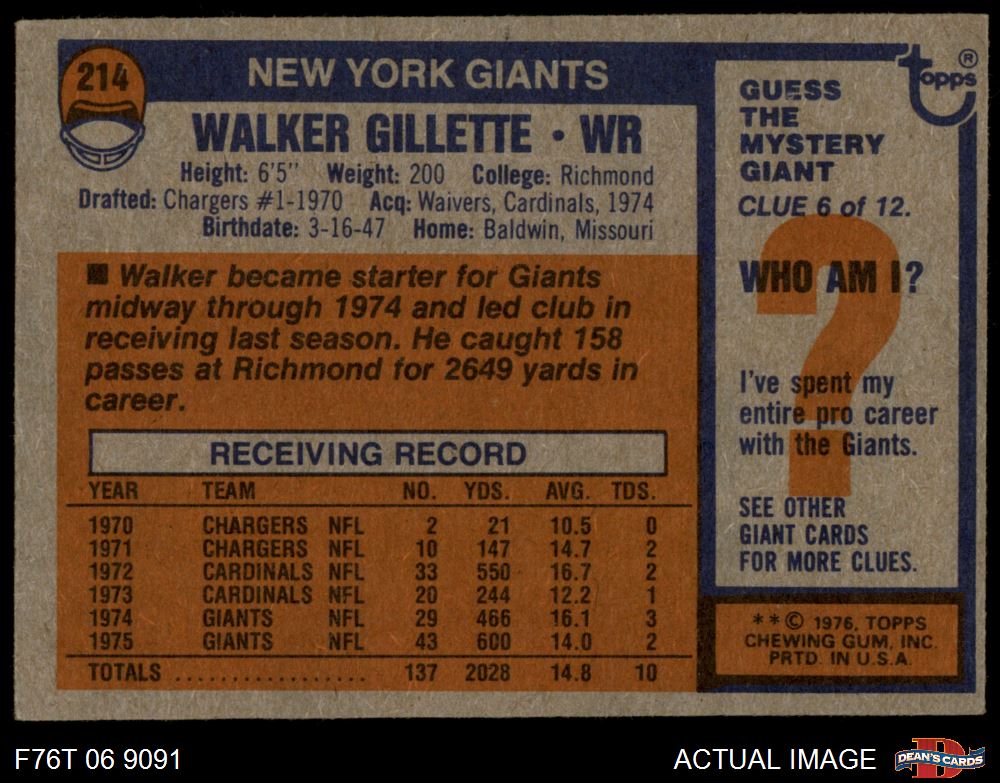 214
NEW YORK GIANTS
WALKER GILLETTE • WR
Height: 6'5" Weight: 200 College: Richmond
Drafted: Chargers #1-1970 Acq: Waivers, Cardinals, 1974
Birthdate: 3-16-47 Home: Baldwin, Missouri
■ Walker became starter for Giants
midway through 1974 and led club in
receiving last season. He caught 158
passes at Richmond for 2649 yards in
career.
RECEIVING RECORD
YEAR TEAM NO. YDS. AVG. TDS.
1970 CHARGERS NFL 2 21 10.5 0
1971 CHARGERS NFL 10 147 14.7 2
1972 CARDINALS NFL 33 550 16.7 2
1973 CARDINALS NFL 20 244 12.2 1
1974 GIANTS NFL 29 466 16.1 3
1975 GIANTS NFL 43 600 14.0 2
TOTALS ................. 137 2028 14.8 10
topps ®
GUESS
THE
MYSTERY
GIANT
CLUE 6 of 12.
?
WHO AM I?
I've spent my
entire pro career
with the Giants.
SEE OTHER
GIANT CARDS
FOR MORE CLUES.
**© 1976, TOPPS
CHEWING GUM, INC.
PRTD. IN U.S.A.
F76T 06 9091
ACTUAL IMAGE
D
DEAN'S CARDS